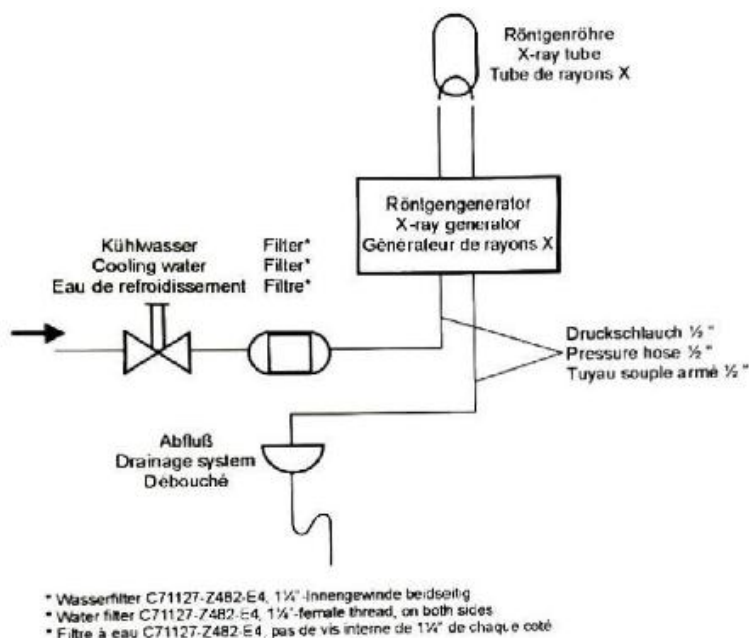 Röntgenröhre
X-ray tube
Tube de rayons X
Röntgengenerator
X-ray generator
Générateur de rayons X
Kühlwasser
Cooling water
Eau de refroidissement
Filter*
Filter*
Filtre*
Druckschlauch ½ "
Pressure hose ½ "
Tuyau souple armé ½ "
Abfluß
Drainage system
Débouché
* Wasserfilter C71127-Z482-E4, 1¼"-Innengewinde beidseitig
* Water filter C71127-Z482-E4, 1¼"-female thread, on both sides
* Filtre à eau C71127-Z482-E4, pas de vis interne de 1¼" de chaque coté